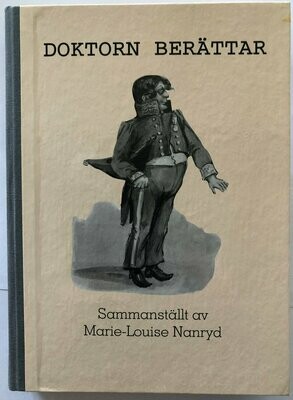 DOKTORN BERÄTTAR
Sammanställt av
Marie-Louise Nanryd